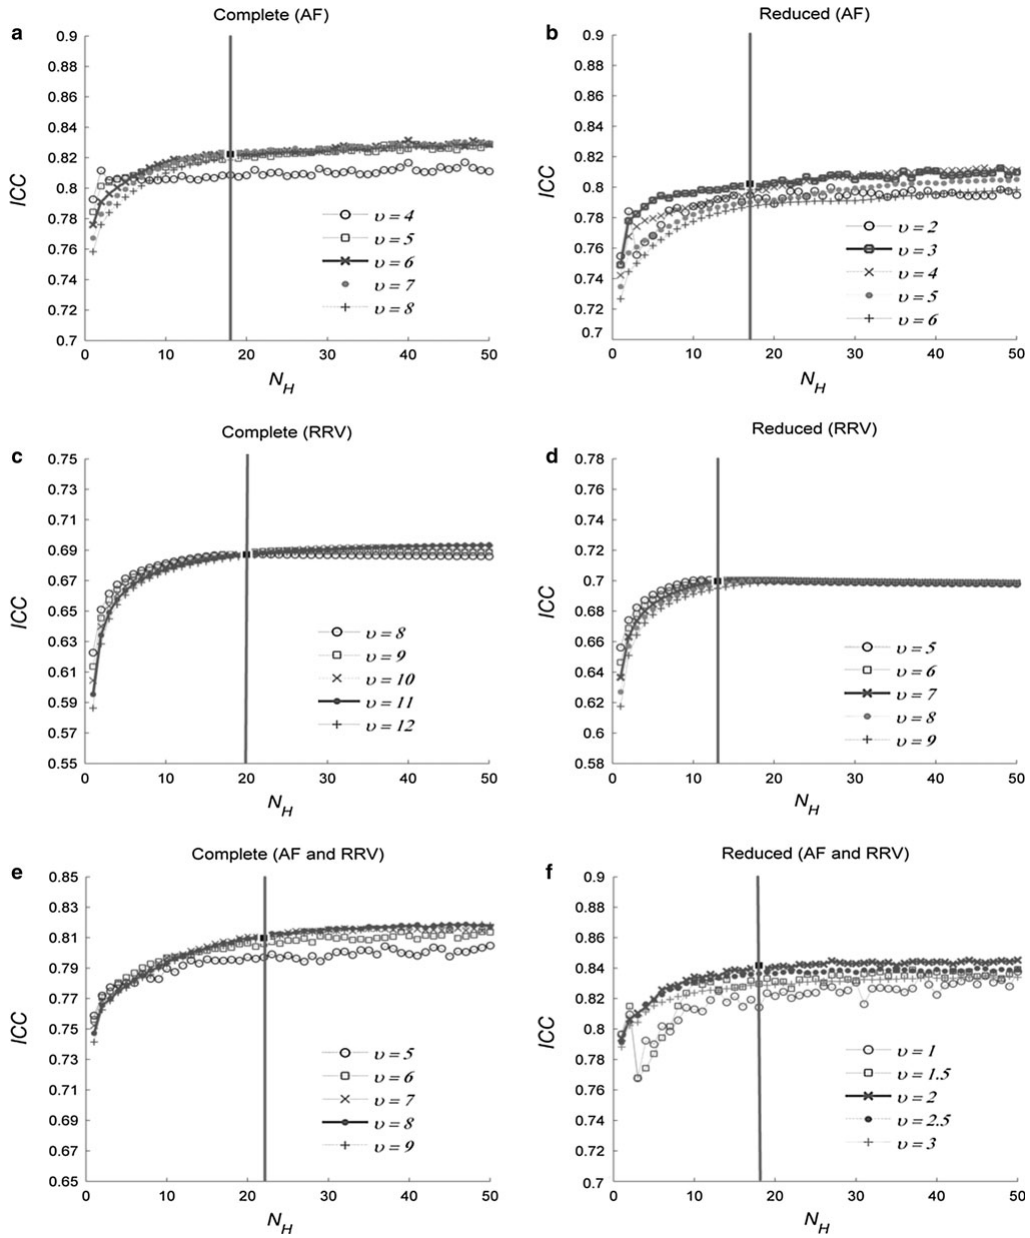 Complete (AF)
a
0.9
0.88
0.86
0.84
0.82
0.8
0.78
0.76
0.74
0.72
0.7
ICC
υ = 4
υ = 5
υ = 6
υ = 7
υ = 8
0 10 20 30 40 50
N_H
Reduced (AF)
b
0.9
0.88
0.86
0.84
0.82
0.8
0.78
0.76
0.74
0.72
0.7
ICC
υ = 2
υ = 3
υ = 4
υ = 5
υ = 6
0 10 20 30 40 50
N_H
Complete (RRV)
c
0.75
0.73
0.71
0.69
0.67
0.65
0.63
0.61
0.59
0.57
0.55
ICC
υ = 8
υ = 9
υ = 10
υ = 11
υ = 12
0 10 20 30 40 50
N_H
Reduced (RRV)
d
0.78
0.76
0.74
0.72
0.7
0.68
0.66
0.64
0.62
0.6
0.58
ICC
υ = 5
υ = 6
υ = 7
υ = 8
υ = 9
0 10 20 30 40 50
N_H
Complete (AF and RRV)
e
0.85
0.83
0.81
0.79
0.77
0.75
0.73
0.71
0.69
0.67
0.65
ICC
υ = 5
υ = 6
υ = 7
υ = 8
υ = 9
0 10 20 30 40 50
N_H
Reduced (AF and RRV)
f
0.9
0.88
0.86
0.84
0.82
0.8
0.78
0.76
0.74
0.72
0.7
ICC
υ = 1
υ = 1.5
υ = 2
υ = 2.5
υ = 3
0 10 20 30 40 50
N_H